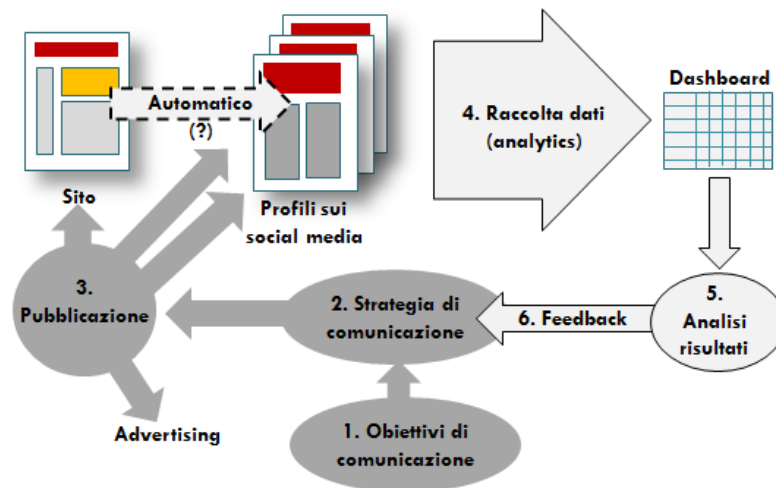 Automatico
(?)
Sito
Profili sui
social media
4. Raccolta dati
(analytics)
Dashboard
3.
Pubblicazione
2. Strategia di
comunicazione
6. Feedback
5.
Analisi
risultati
Advertising
1. Obiettivi di
comunicazione